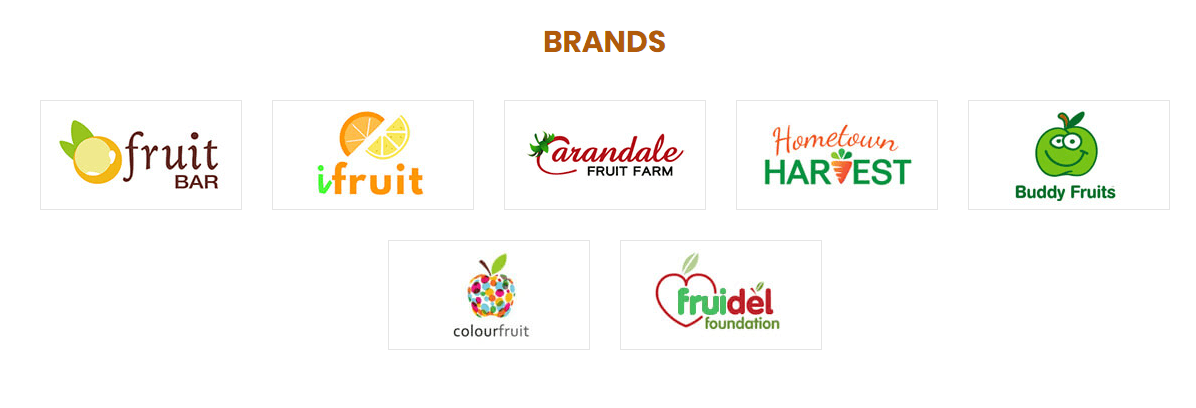 BRANDS
fruit
BAR
ifruit
Carandale
FRUIT FARM
Hometown
HARVEST
Buddy Fruits
colourfruit
fruidel
foundation